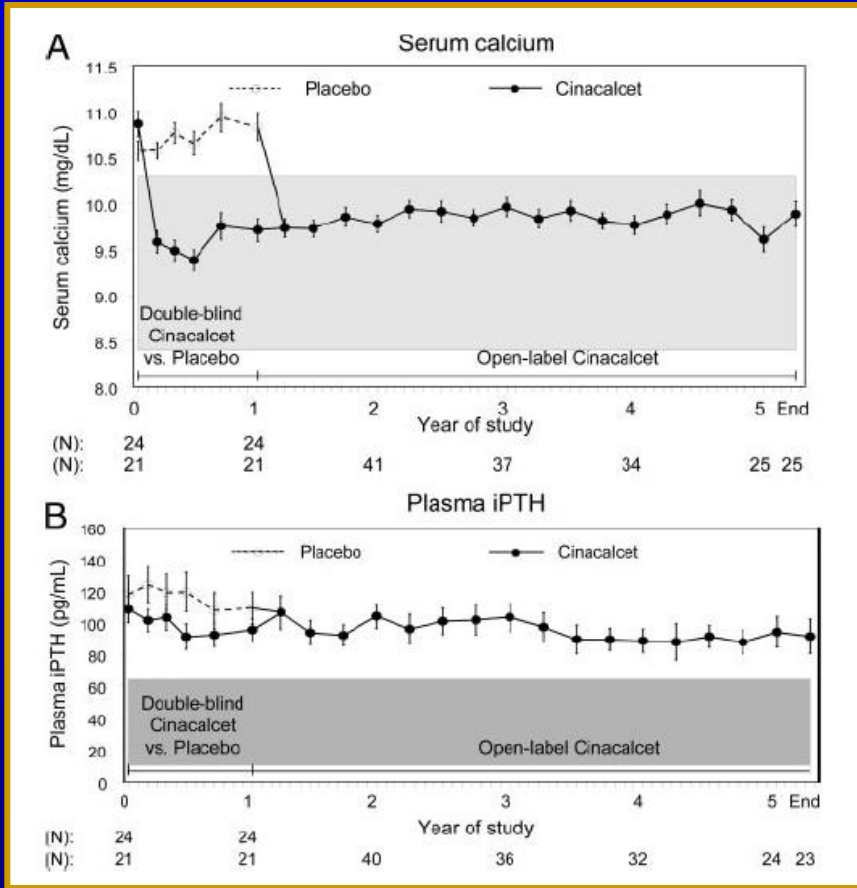 A
Serum calcium
Placebo
Cinacalcet
Serum calcium (mg/dL)
11.5
11.0
10.5
10.0
9.5
9.0
8.5
8.0
Double-blind
Cinacalcet
vs. Placebo
Open-label Cinacalcet
0 1 2 3 4 5 End
Year of study
(N): 24 24
(N): 21 21 41 37 34 25 25
B
Plasma iPTH
Placebo
Cinacalcet
Plasma iPTH (pg/mL)
160
140
120
100
80
60
40
20
0
Double-blind
Cinacalcet
vs. Placebo
Open-label Cinacalcet
0 1 2 3 4 5 End
Year of study
(N): 24 24
(N): 21 21 40 36 32 24 23